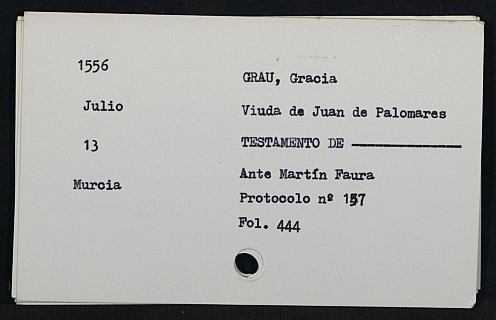 1556
Julio
13
Murcia
GRAU, Gracia
Viuda de Juan de Palomares
TESTAMENTO DE
Ante Martín Faura
Protocolo nº 157
Fol. 444